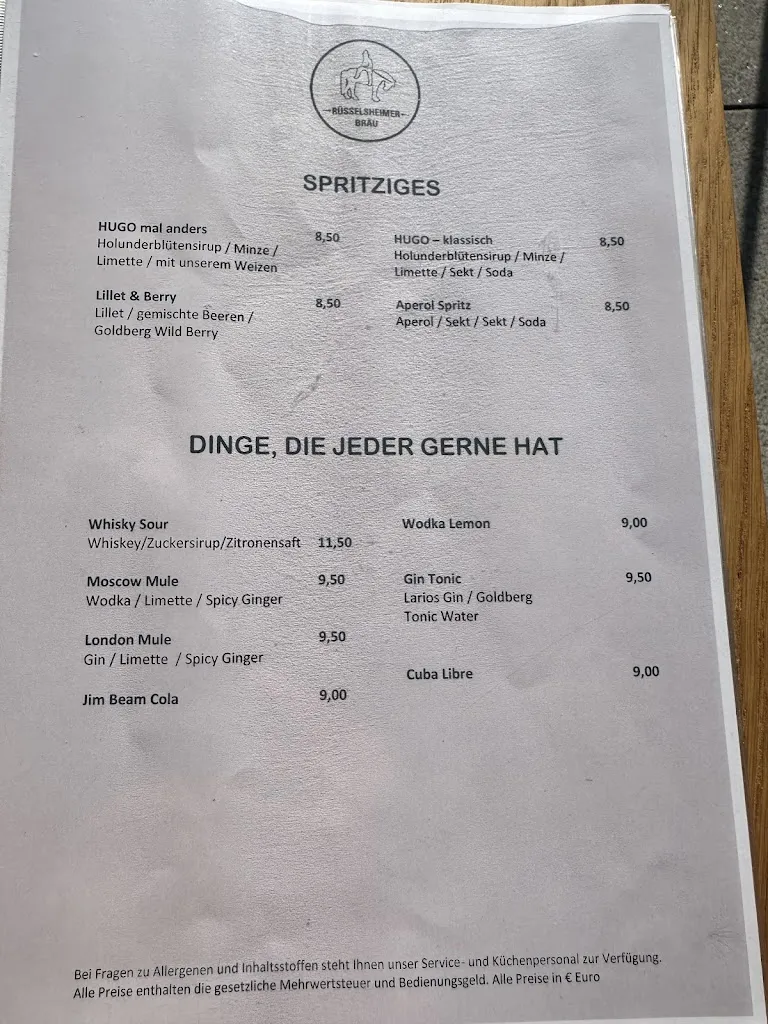 RÜSSELSHEIMER
BRÄU
SPRITZIGES
HUGO mal anders 8,50
Holunderblütensirup / Minze /
Limette / mit unserem Weizen
Lillet & Berry 8,50
Lillet / gemischte Beeren /
Goldberg Wild Berry
HUGO – klassisch 8,50
Holunderblütensirup / Minze /
Limette / Sekt / Soda
Aperol Spritz 8,50
Aperol / Sekt / Sekt / Soda
DINGE, DIE JEDER GERNE HAT
Whisky Sour
Whiskey/Zuckersirup/Zitronensaft 11,50
Moscow Mule 9,50
Wodka / Limette / Spicy Ginger
London Mule 9,50
Gin / Limette / Spicy Ginger
Jim Beam Cola 9,00
Wodka Lemon 9,00
Gin Tonic 9,50
Larios Gin / Goldberg
Tonic Water
Cuba Libre 9,00
Bei Fragen zu Allergenen und Inhaltsstoffen steht Ihnen unser Service- und Küchenpersonal zur Verfügung.
Alle Preise enthalten die gesetzliche Mehrwertsteuer und Bedienungsgeld. Alle Preise in € Euro